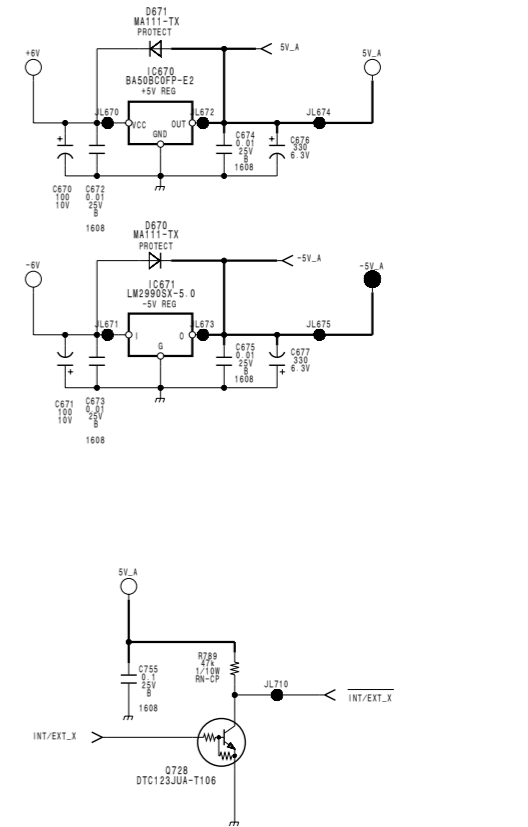 D671
MA111-TX
PROTECT
+6V
5V_A
5V_A
IC670
BA50BC0FP-E2
+5V REG
JL670
VCC
OUT
GND
JL672
JL674
C670
100
10V
C672
0.01
25V
B
1608
C674
0.01
25V
B
1608
C676
330
6.3V
D670
MA111-TX
PROTECT
-6V
-5V_A
-5V_A
IC671
LM2990SX-5.0
-5V REG
JL671
I
O
G
JL673
JL675
C671
100
10V
C673
0.01
25V
B
1608
C675
0.01
25V
B
1608
C677
330
6.3V
5V_A
C755
0.1
25V
B
1608
R789
47k
1/10W
RN-CP
JL710
INT/EXT_X
INT/EXT_X
Q728
DTC123JUA-T106